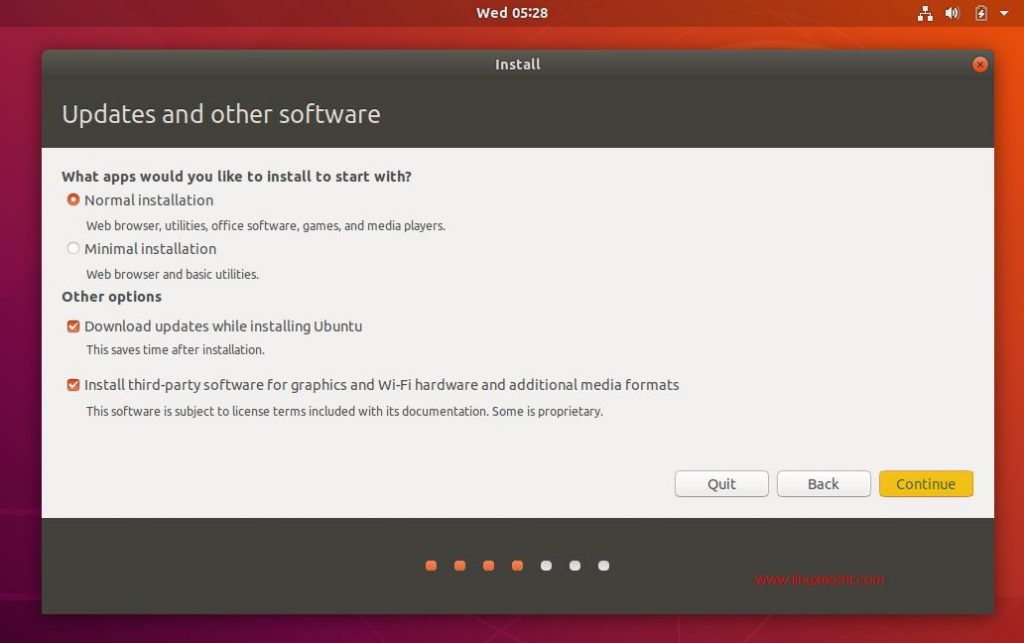 Wed 05:28
Install
Updates and other software
What apps would you like to install to start with?
Normal installation
Web browser, utilities, office software, games, and media players.
Minimal installation
Web browser and basic utilities.
Other options
Download updates while installing Ubuntu
This saves time after installation.
Install third-party software for graphics and Wi-Fi hardware and additional media formats
This software is subject to license terms included with its documentation. Some is proprietary.
Quit Back Continue
www.linuxtechi.com